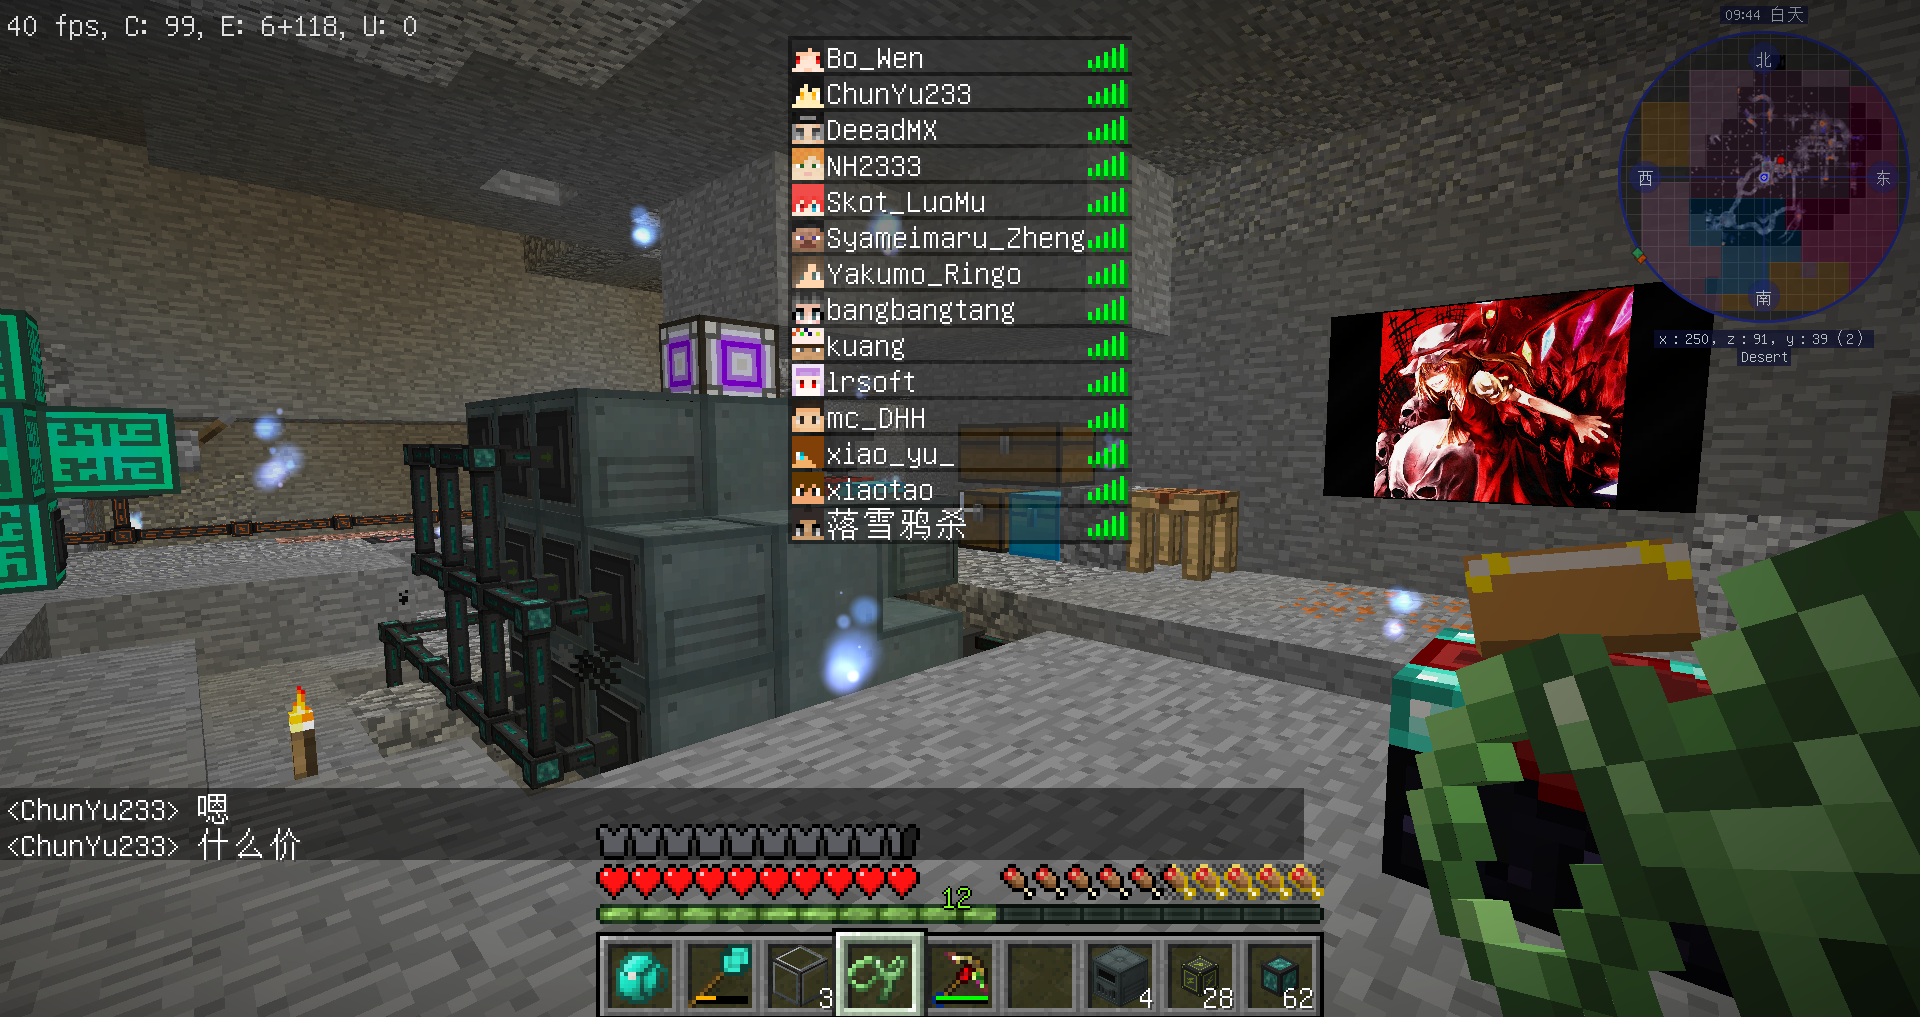 40 fps, C: 99, E: 6+118, U: 0
09:44 白天
北
西
东
南
x: 250, z: 91, y: 39 (2)
Desert
Bo_Wen
ChunYu233
DeeadMX
NH2333
Skot_LuoMu
Syameimaru_Zheng
Yakumo_Ringo
bangbangtang
kuang
lrsoft
mc_DHH
xiao_yu_
xiaotao
落雪鸦杀
<ChunYu233> 嗯
<ChunYu233> 什么价
12
3
4
28
62